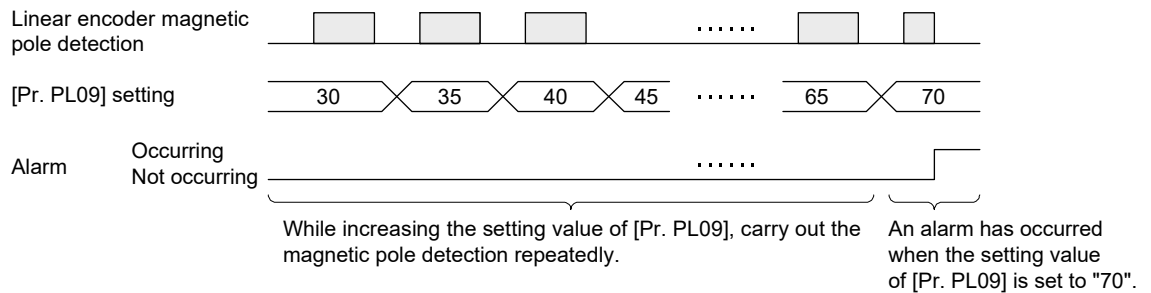 Linear encoder magnetic
pole detection
[Pr. PL09] setting
30 35 40 45 ...... 65 70
Alarm
Occurring
Not occurring
While increasing the setting value of [Pr. PL09], carry out the
magnetic pole detection repeatedly.
An alarm has occurred
when the setting value
of [Pr. PL09] is set to "70".